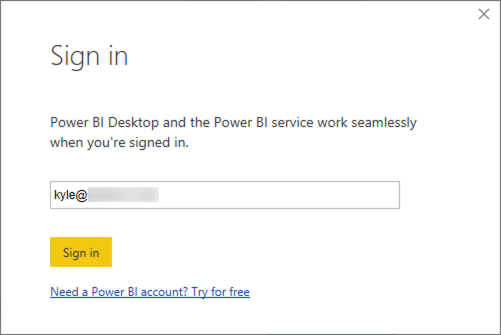 Sign in
Power BI Desktop and the Power BI service work seamlessly
when you're signed in.
kyle@
Sign in
Need a Power BI account? Try for free